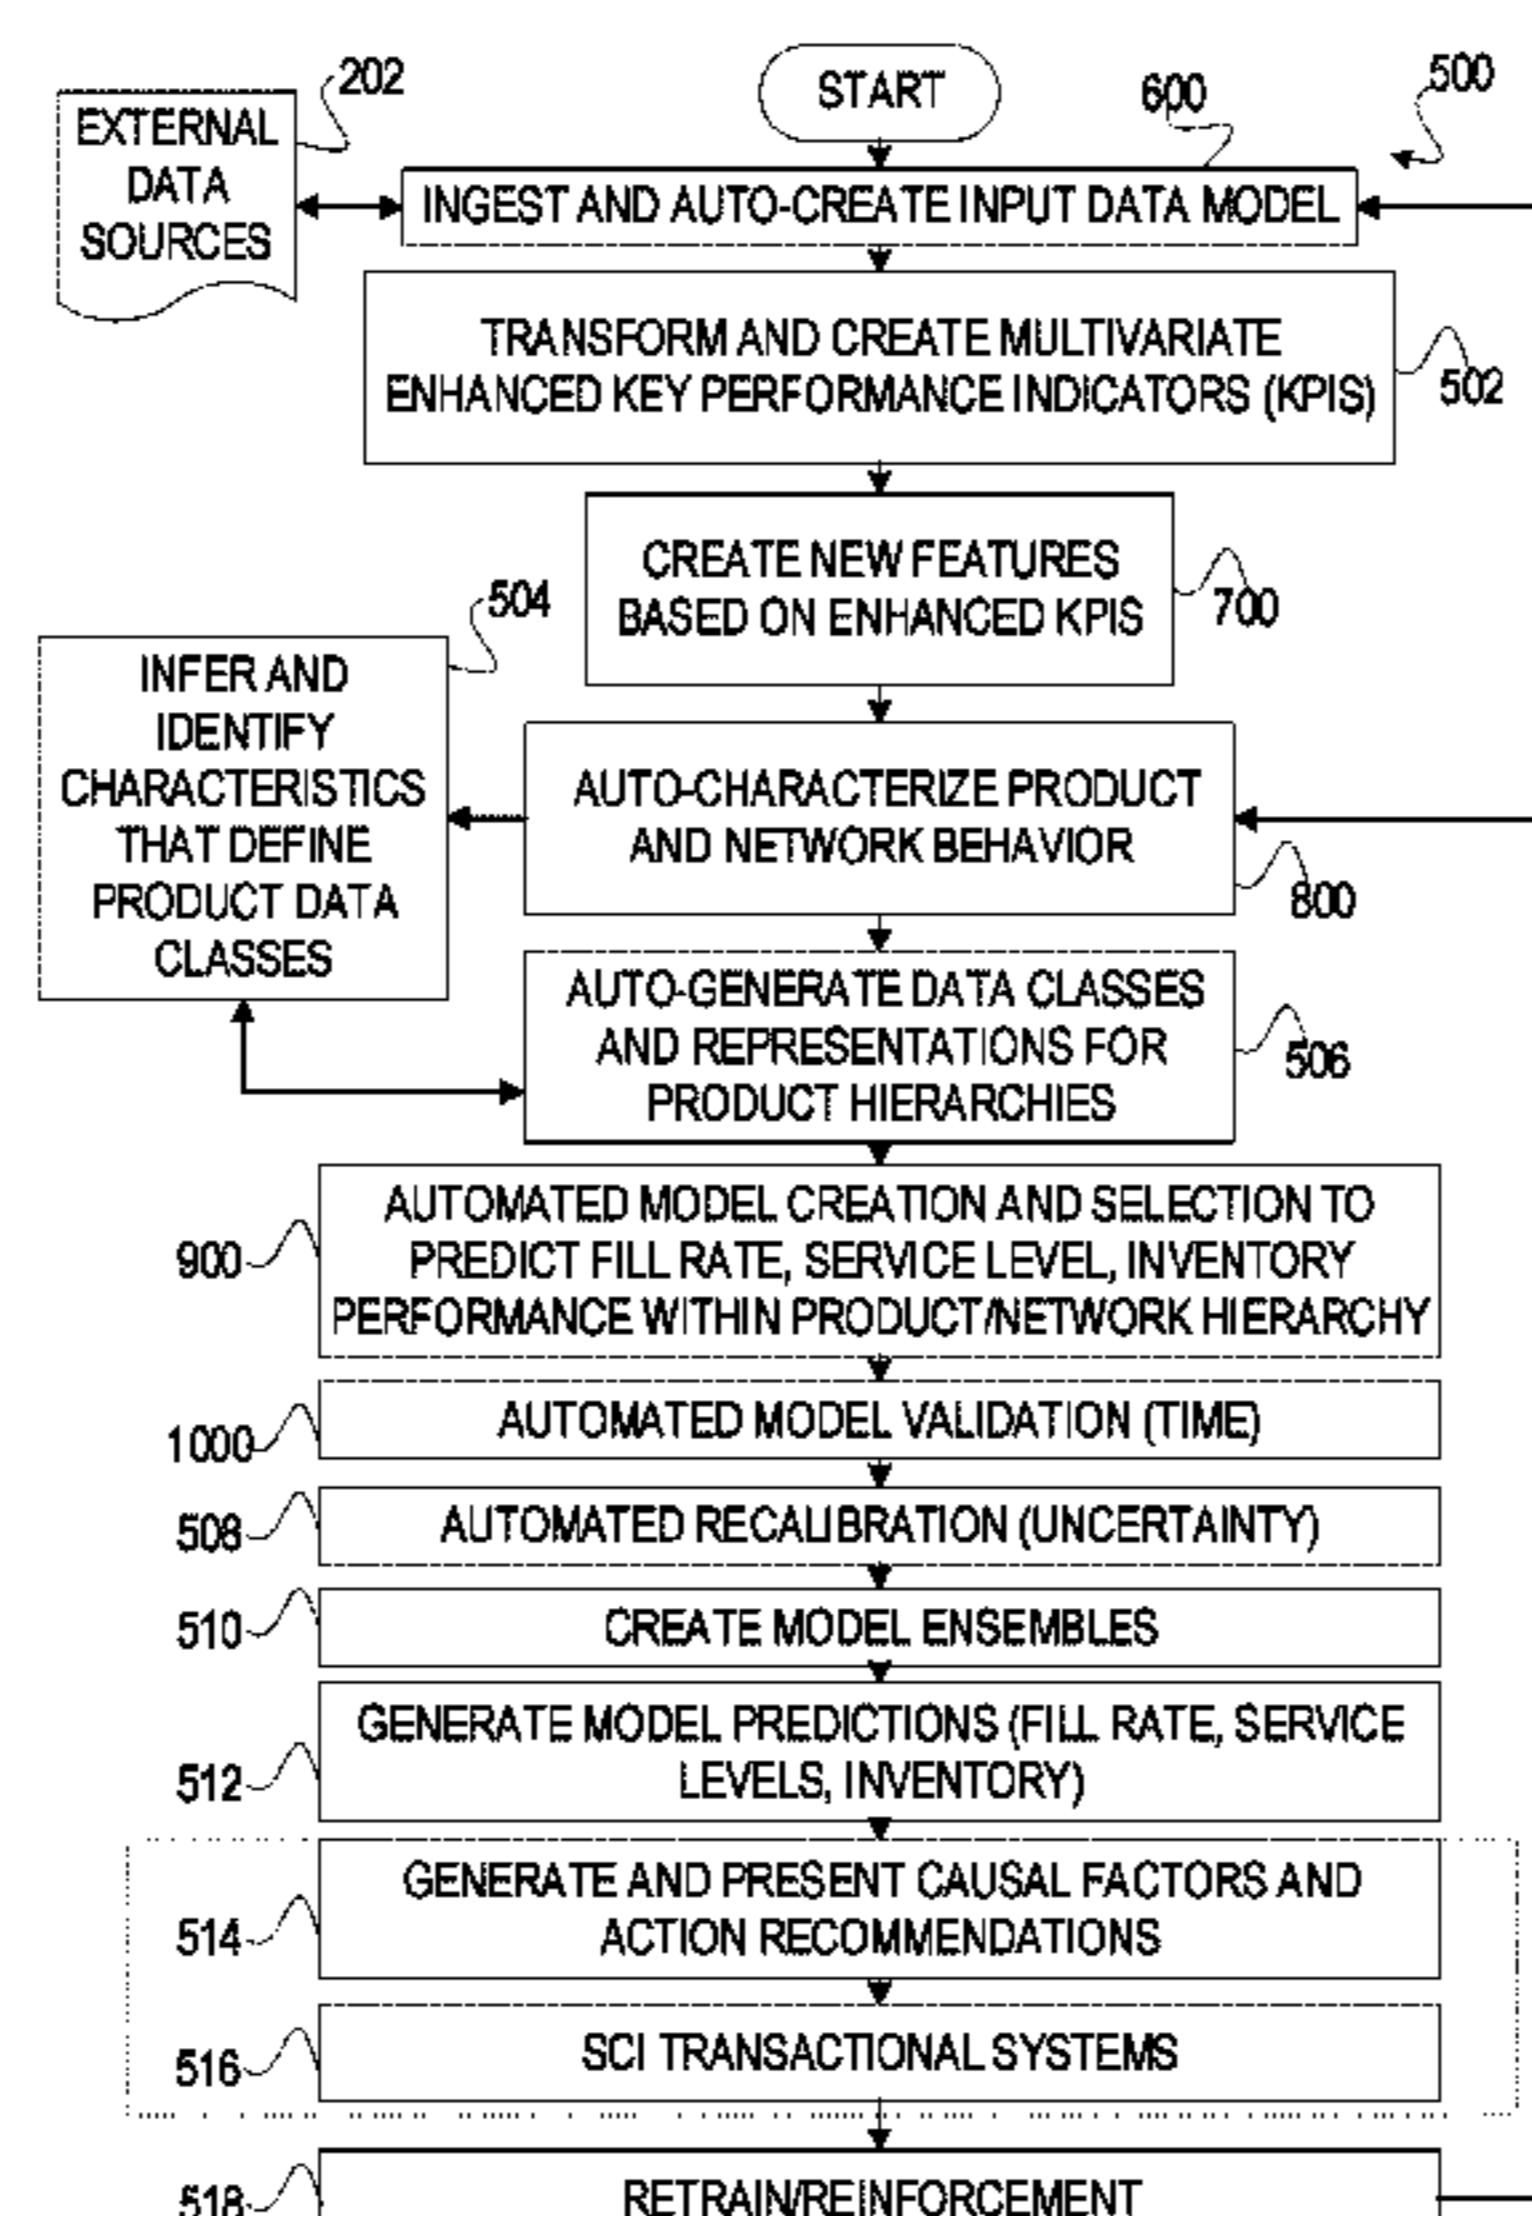 START
600
500
202
EXTERNAL
DATA
SOURCES
INGEST AND AUTO-CREATE INPUT DATA MODEL
TRANSFORM AND CREATE MULTIVARIATE
ENHANCED KEY PERFORMANCE INDICATORS (KPIS)
502
CREATE NEW FEATURES
BASED ON ENHANCED KPIS
700
504
INFER AND
IDENTIFY
CHARACTERISTICS
THAT DEFINE
PRODUCT DATA
CLASSES
AUTO-CHARACTERIZE PRODUCT
AND NETWORK BEHAVIOR
800
AUTO-GENERATE DATA CLASSES
AND REPRESENTATIONS FOR
PRODUCT HIERARCHIES
506
900
AUTOMATED MODEL CREATION AND SELECTION TO
PREDICT FILL RATE, SERVICE LEVEL, INVENTORY
PERFORMANCE WITHIN PRODUCT/NETWORK HIERARCHY
1000
AUTOMATED MODEL VALIDATION (TIME)
508
AUTOMATED RECALIBRATION (UNCERTAINTY)
510
CREATE MODEL ENSEMBLES
512
GENERATE MODEL PREDICTIONS (FILL RATE, SERVICE
LEVELS, INVENTORY)
514
GENERATE AND PRESENT CAUSAL FACTORS AND
ACTION RECOMMENDATIONS
516
SCI TRANSACTIONAL SYSTEMS
518
RETRAIN/REINFORCEMENT